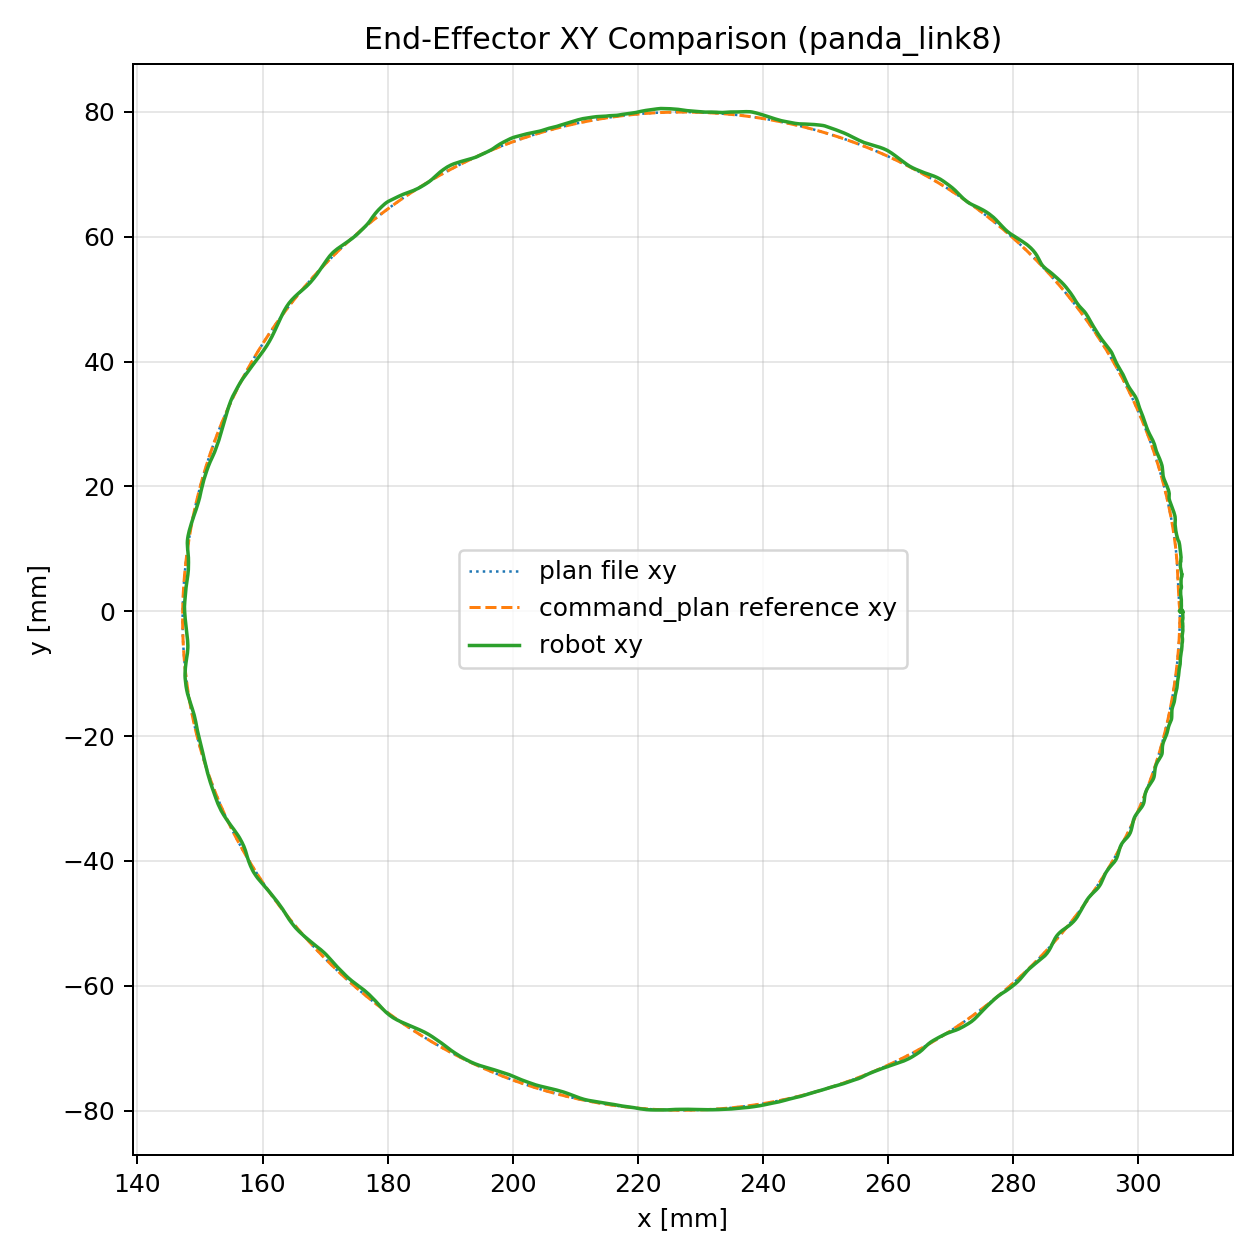 End-Effector XY Comparison (panda_link8)
80
60
40
20
0
−20
−40
−60
−80
y [mm]
plan file xy
command_plan reference xy
robot xy
140 160 180 200 220 240 260 280 300
x [mm]